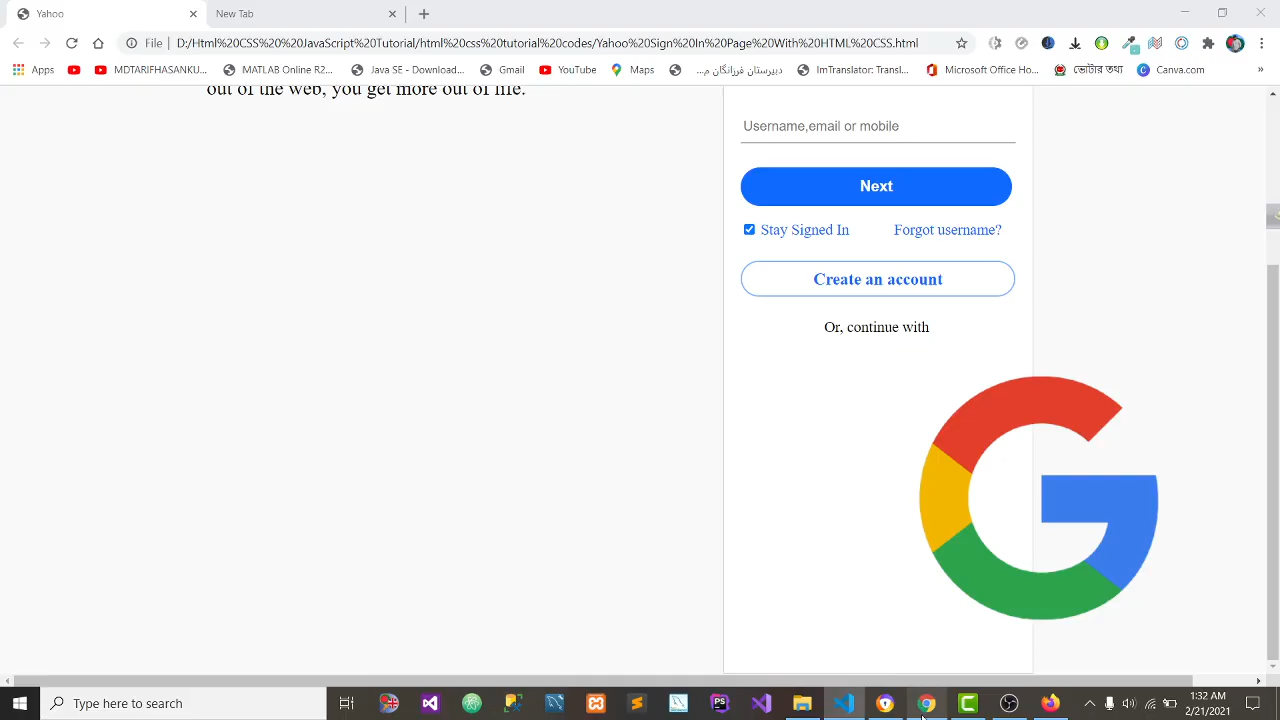 Yahoo
New Tab
File
D:/Html%20CSS%20%20JavaScript%20Tutorial/html%20css%20tutorial%20codes/Yahoo%20Sign%20In%20Page%20With%20HTML%20CSS.html
Apps
MDTARIFHASANKU...
MATLAB Online R2...
Java SE - Download...
Gmail
YouTube
Maps
دبیرستان فرزانگان م...
ImTranslator: Transl...
Microsoft Office Ho...
ভোটার তথ্য
Canva.com
»
out of the web, you get more out of life.
Username,email or mobile
Next
Stay Signed In
Forgot username?
Create an account
Or, continue with
Type here to search
1:32 AM
2/21/2021